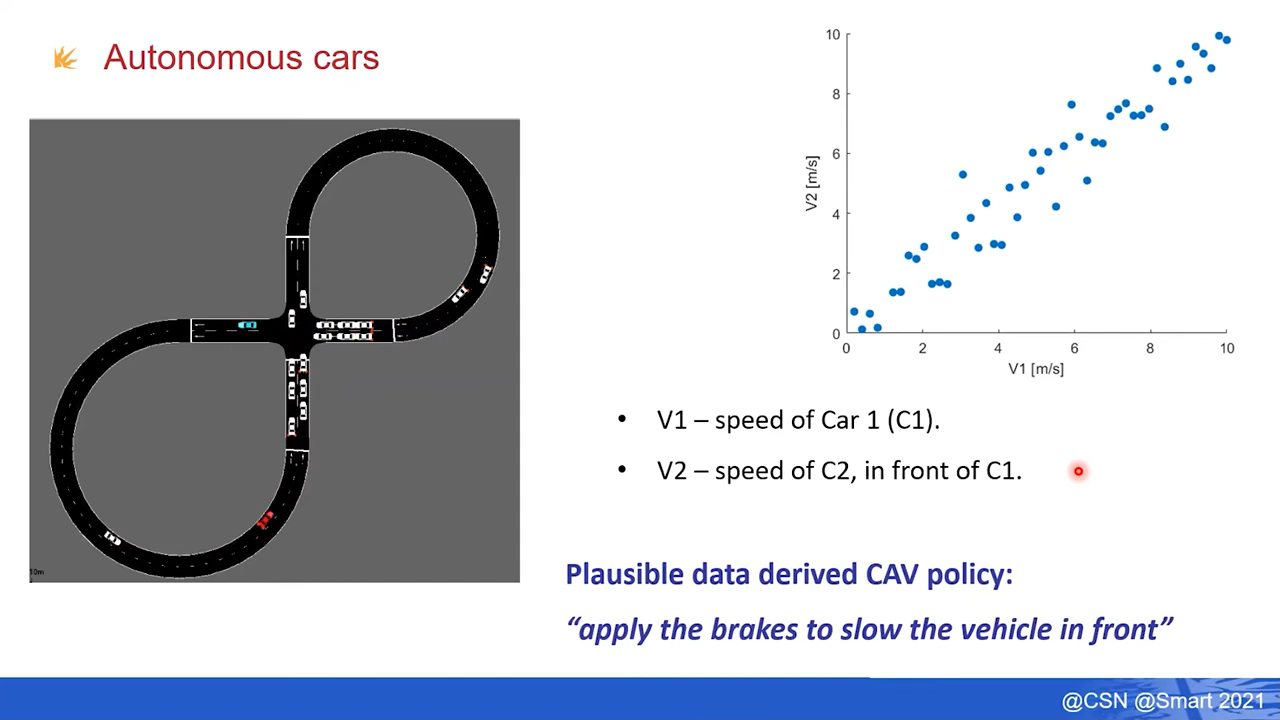 Autonomous cars
10
8
6
4
2
0
V2 [m/s]
0 2 4 6 8 10
V1 [m/s]
• V1 – speed of Car 1 (C1).
• V2 – speed of C2, in front of C1.
Plausible data derived CAV policy:
“apply the brakes to slow the vehicle in front”
10m
@CSN @Smart 2021